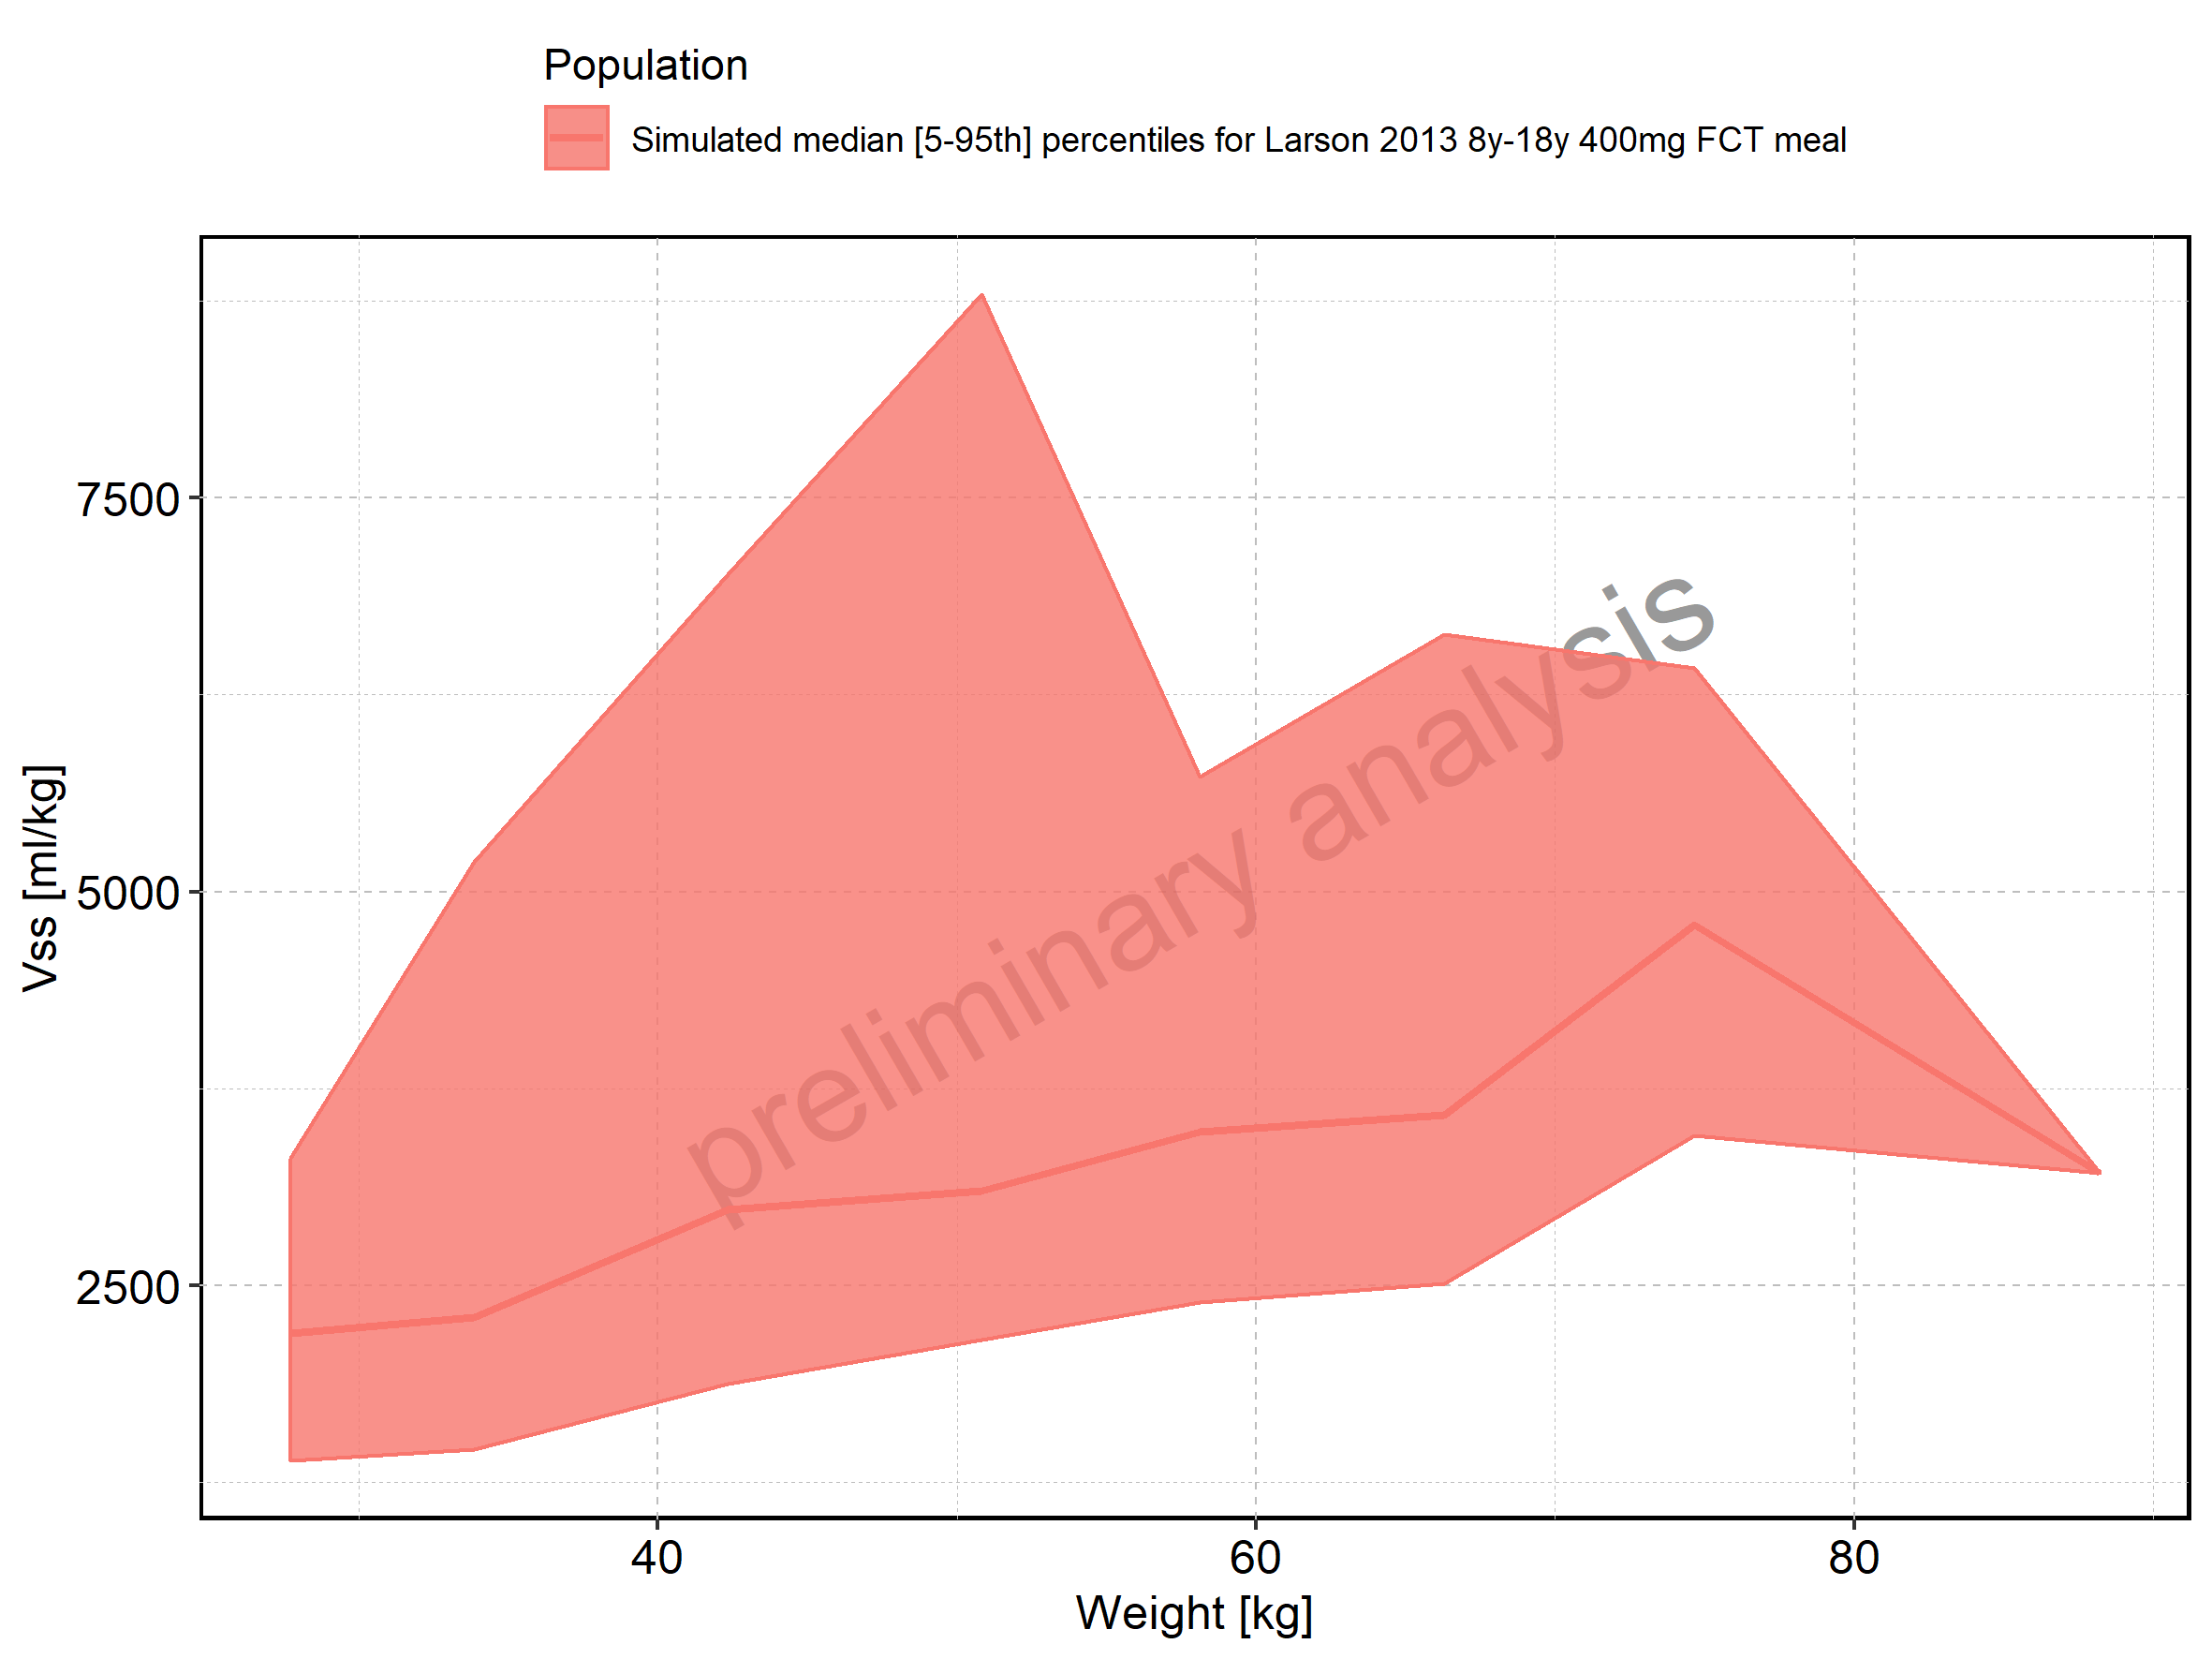 Population
Simulated median [5-95th] percentiles for Larson 2013 8y-18y 400mg FCT meal
7500
5000
2500
Vss [ml/kg]
preliminary analysis
40 60 80
Weight [kg]